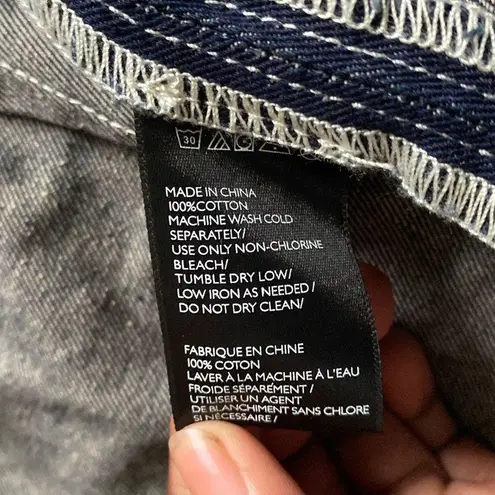 30
MADE IN CHINA
100%COTTON
MACHINE WASH COLD
SEPARATELY/
USE ONLY NON-CHLORINE
BLEACH/
TUMBLE DRY LOW/
LOW IRON AS NEEDED/
DO NOT DRY CLEAN/
FABRIQUE EN CHINE
100% COTON
LAVER À LA MACHINE À L'EAU
FROIDE SÉPARÉMENT/
UTILISER UN AGENT
DE BLANCHIMENT SANS CHLORE
SI NÉCESSAIRE/